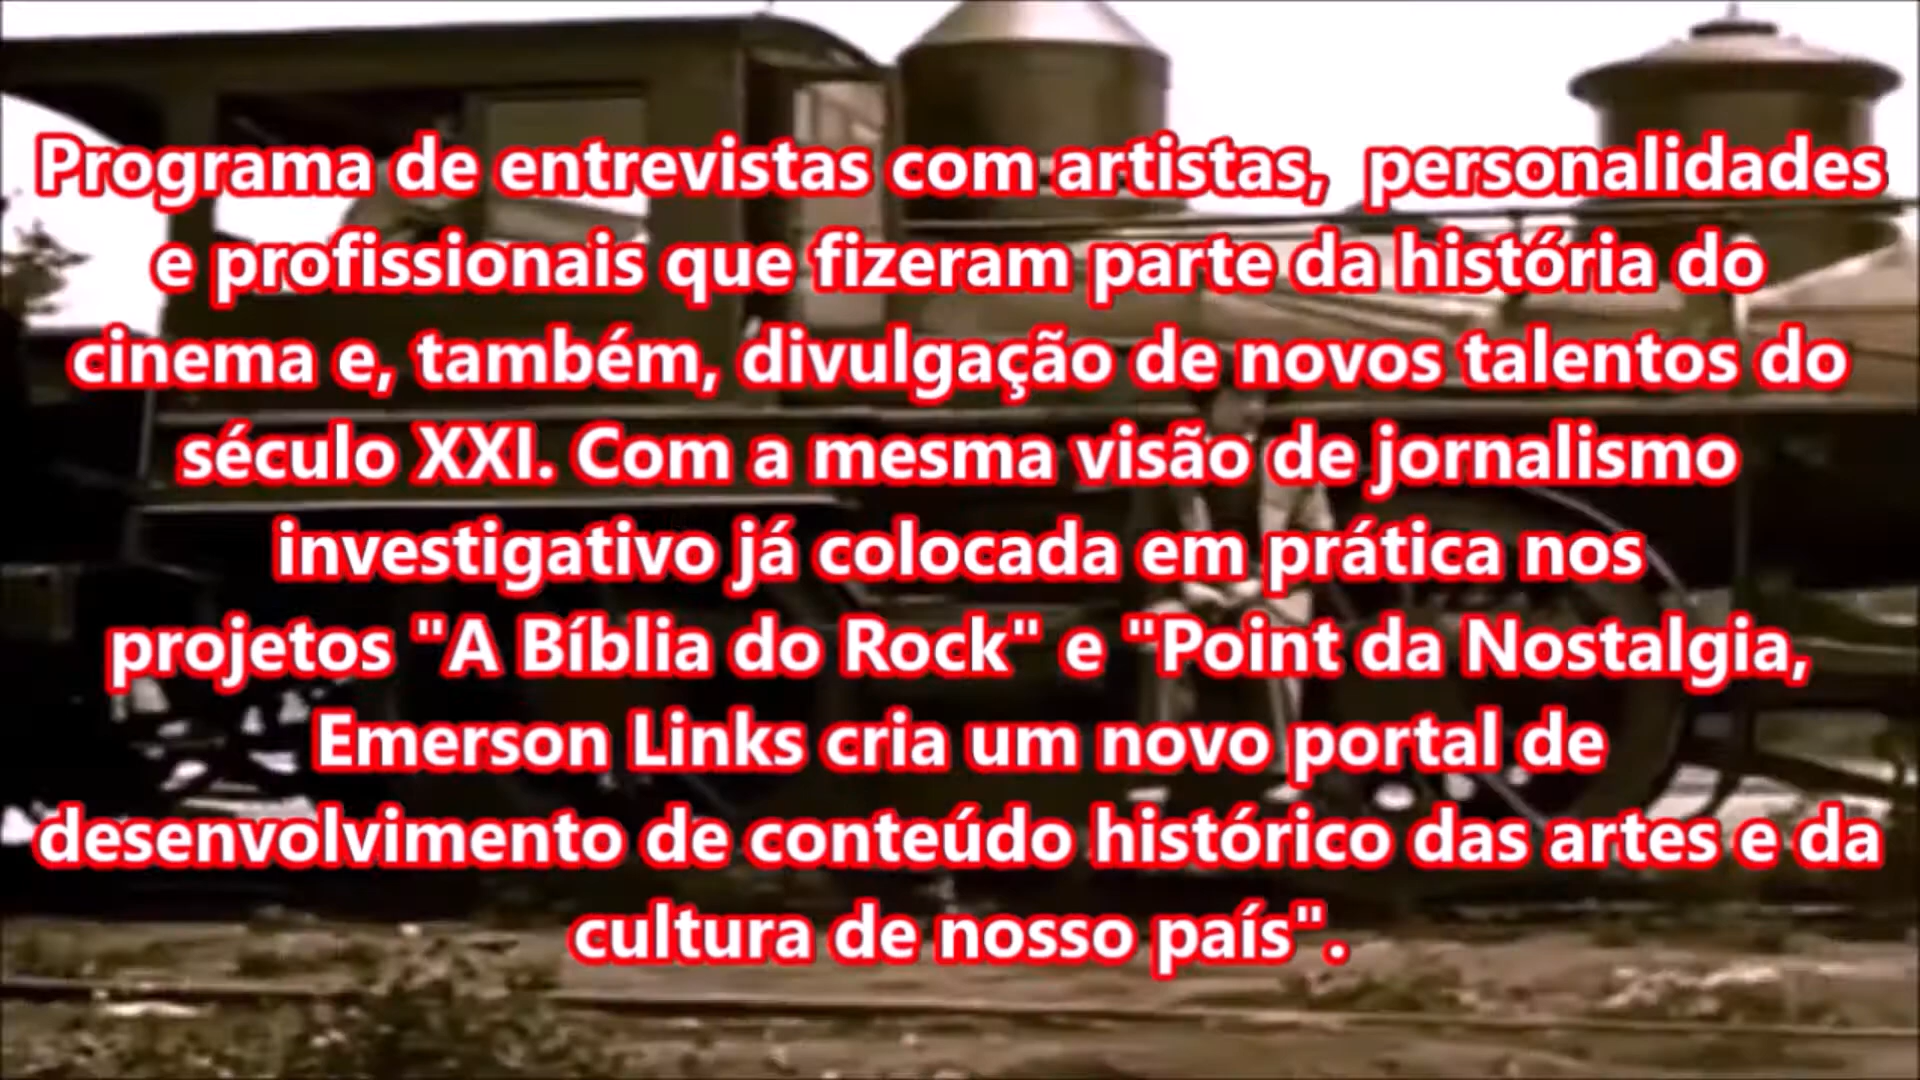 Programa de entrevistas com artistas,  personalidades
e profissionais que fizeram parte da história do
cinema e, também, divulgação de novos talentos do
século XXI. Com a mesma visão de jornalismo
investigativo já colocada em prática nos
projetos "A Bíblia do Rock" e "Point da Nostalgia,
Emerson Links cria um novo portal de
desenvolvimento de conteúdo histórico das artes e da
cultura de nosso país".